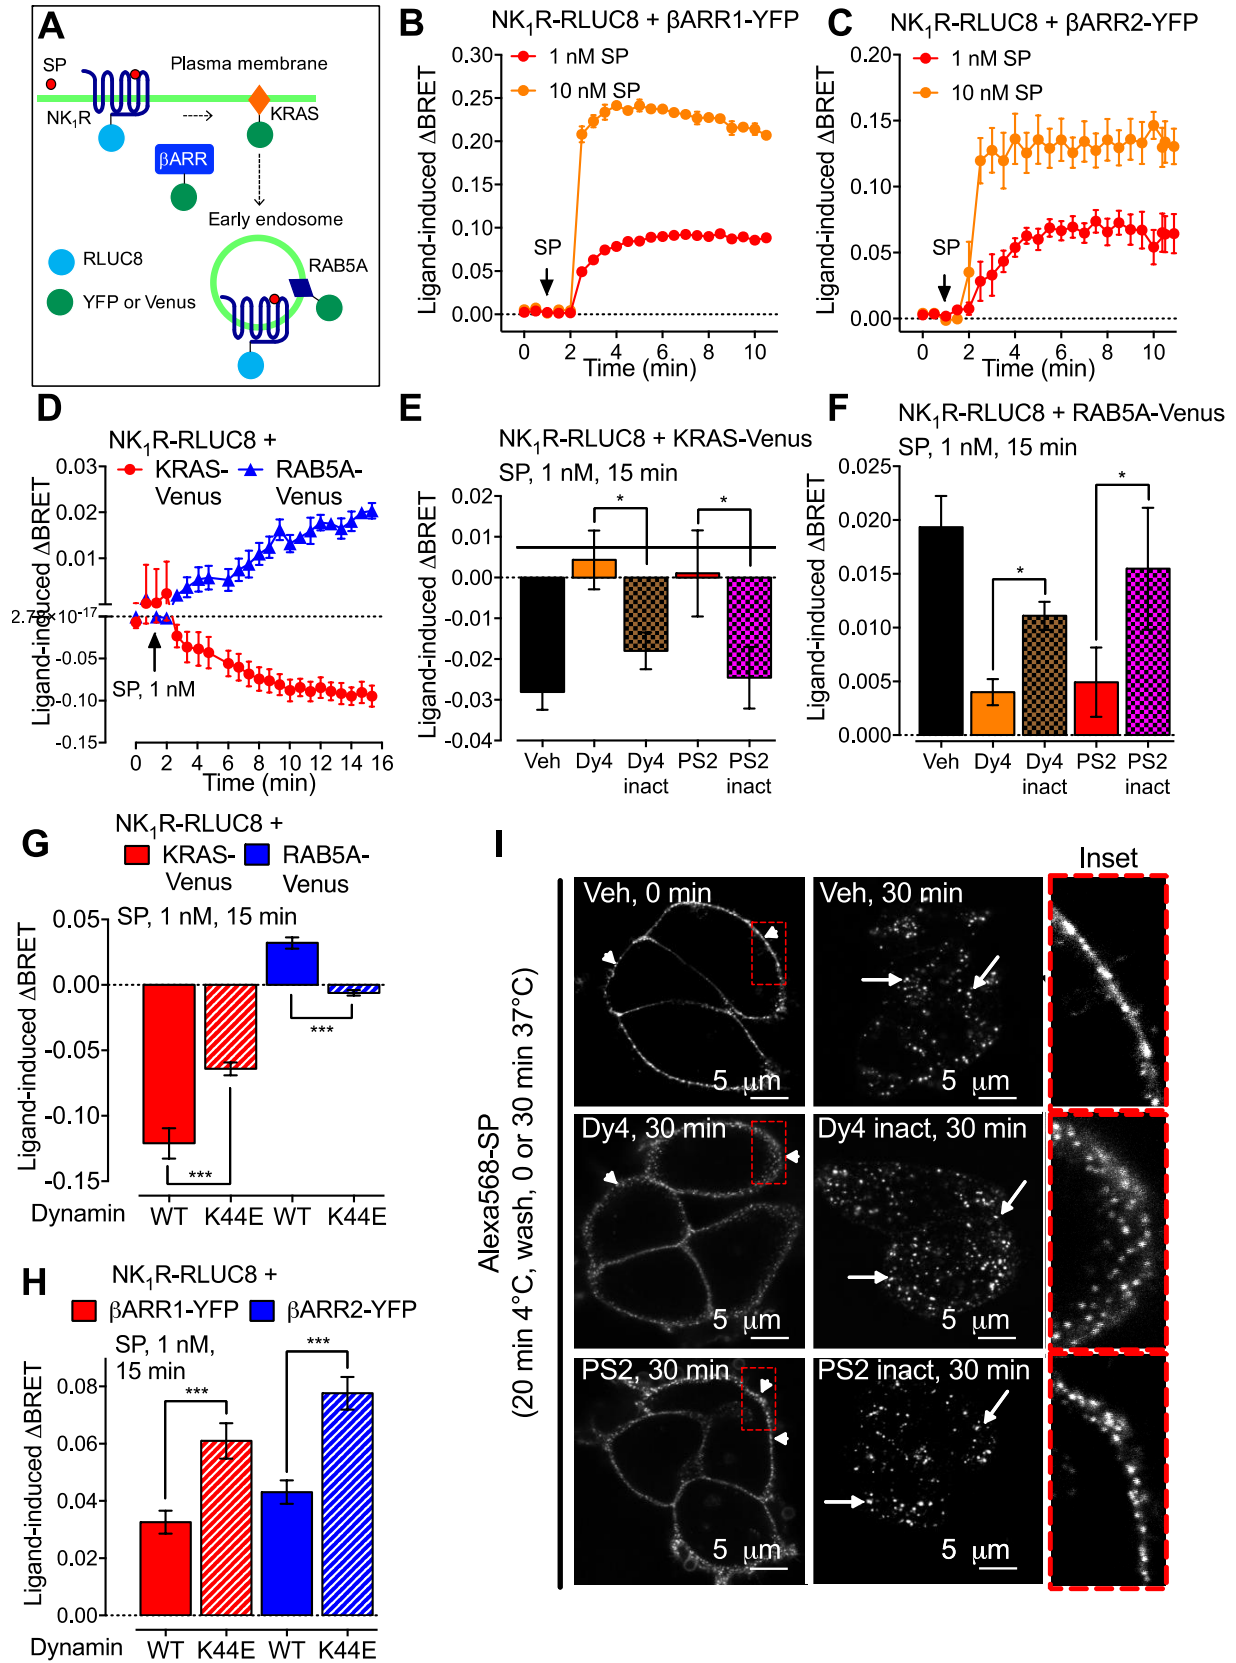 A
SP
Plasma membrane
NK1R
KRAS
βARR
Early endosome
RLUC8
RAB5A
YFP or Venus
B
NK1R-RLUC8 + βARR1-YFP
1 nM SP
10 nM SP
Ligand-induced ΔBRET
0.30
0.25
0.20
0.15
0.10
0.05
0.00
SP
0 2 4 6 8 10
Time (min)
C
NK1R-RLUC8 + βARR2-YFP
1 nM SP
10 nM SP
Ligand-induced ΔBRET
0.20
0.15
0.10
0.05
0.00
SP
0 2 4 6 8 10
Time (min)
D
NK1R-RLUC8 +
KRAS-Venus
RAB5A-Venus
Ligand-induced ΔBRET
0.03
0.02
0.01
-0.05
-0.10
-0.15
SP, 1 nM
0 2 4 6 8 10 12 14 16
Time (min)
E
NK1R-RLUC8 + KRAS-Venus
SP, 1 nM, 15 min
Ligand-induced ΔBRET
0.02
0.01
0.00
-0.01
-0.02
-0.03
-0.04
* *
Veh Dy4 Dy4 inact PS2 PS2 inact
F
NK1R-RLUC8 + RAB5A-Venus
SP, 1 nM, 15 min
Ligand-induced ΔBRET
0.025
0.020
0.015
0.010
0.005
0.000
* *
Veh Dy4 Dy4 inact PS2 PS2 inact
G
NK1R-RLUC8 +
KRAS-Venus
RAB5A-Venus
SP, 1 nM, 15 min
Ligand-induced ΔBRET
0.05
0.00
-0.05
-0.10
-0.15
*** ***
Dynamin WT K44E WT K44E
H
NK1R-RLUC8 +
βARR1-YFP βARR2-YFP
SP, 1 nM,
15 min
Ligand-induced ΔBRET
0.08
0.06
0.04
0.02
0.00
*** ***
Dynamin WT K44E WT K44E
I
Inset
Alexa568-SP
(20 min 4°C, wash, 0 or 30 min 37°C)
Veh, 0 min
5 μm
Veh, 30 min
5 μm
Dy4, 30 min
5 μm
Dy4 inact, 30 min
5 μm
PS2, 30 min
5 μm
PS2 inact, 30 min
5 μm